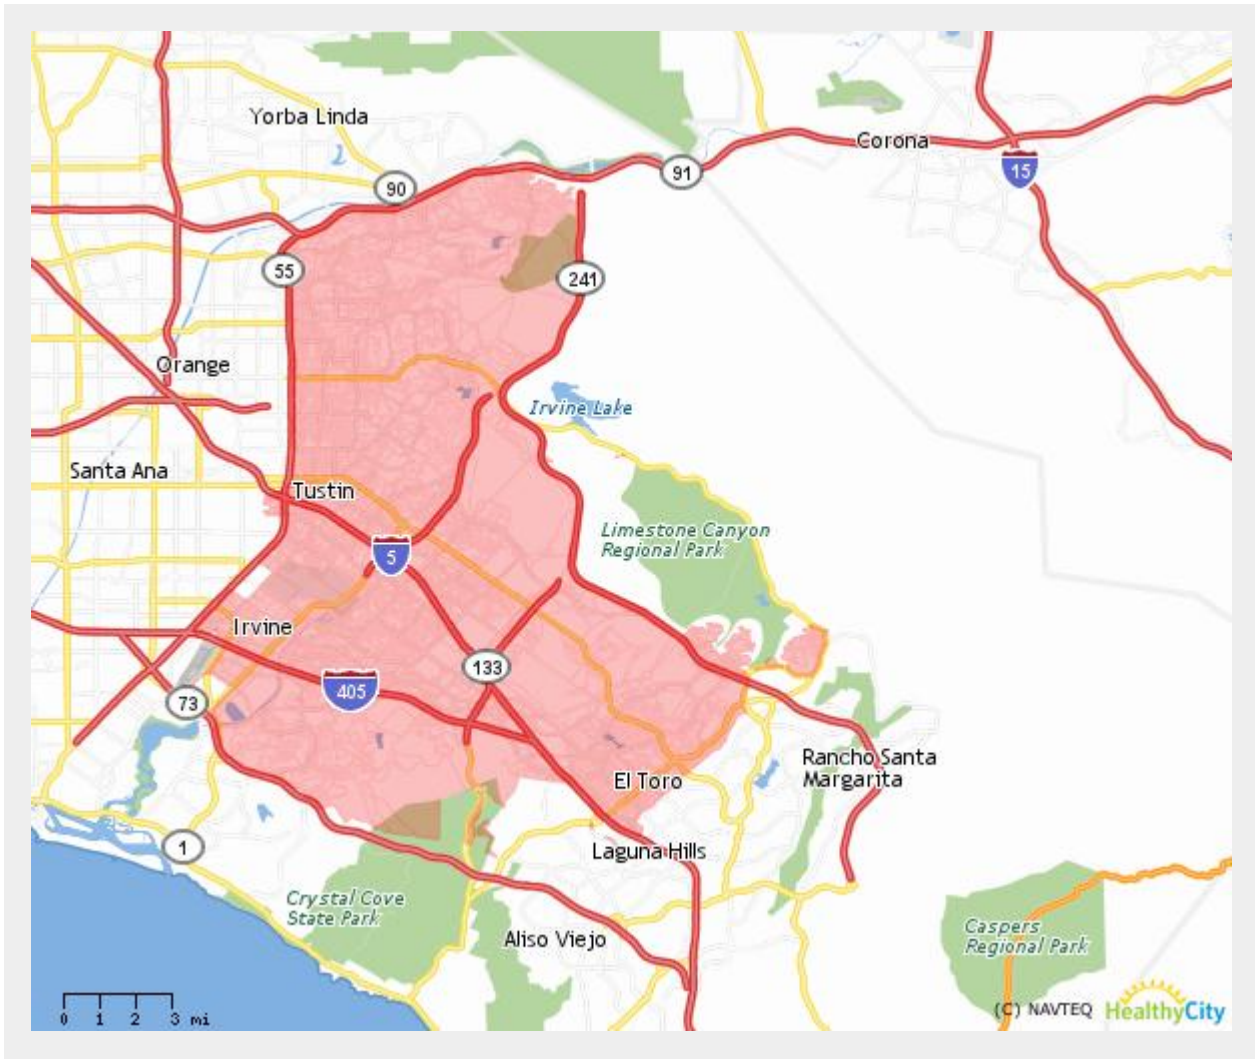 Yorba Linda
Corona
91
15
90
55
241
Orange
Irvine Lake
Santa Ana
Tustin
Limestone Canyon
Regional Park
5
Irvine
133
405
73
Rancho Santa
Margarita
El Toro
1
Laguna Hills
Crystal Cove
State Park
Caspers
Regional Park
Aliso Viejo
0 1 2 3 mi
(C) NAVTEQ HealthyCity